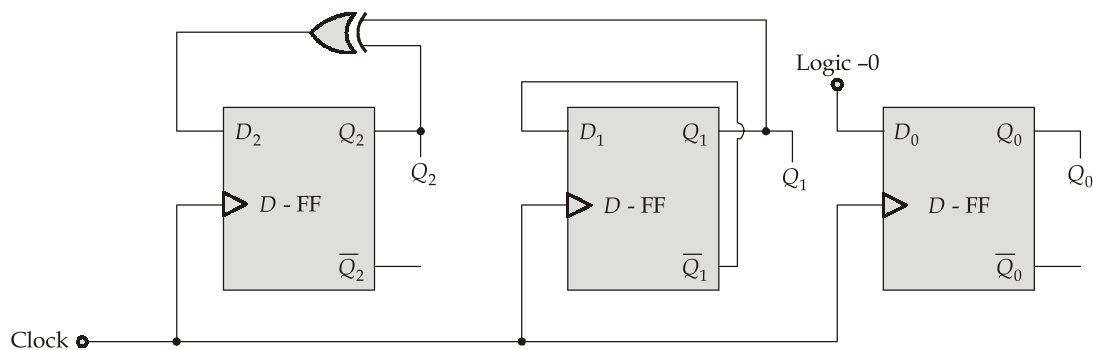 Logic –0
D₂ Q₂
D₁ Q₁
D₀ Q₀
Q₂
Q₁
Q₀
D - FF
D - FF
D - FF
Q̅₂
Q̅₁
Q̅₀
Clock